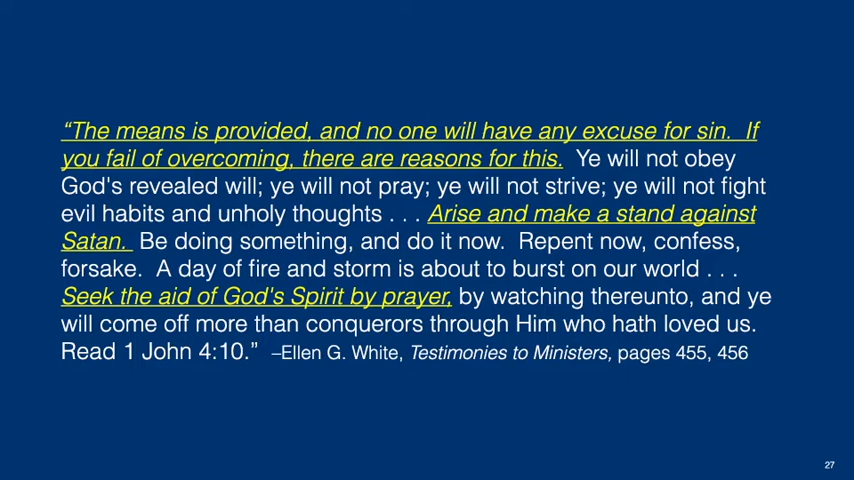 “The means is provided, and no one will have any excuse for sin.  If
you fail of overcoming, there are reasons for this.  Ye will not obey
God's revealed will; ye will not pray; ye will not strive; ye will not fight
evil habits and unholy thoughts . . . Arise and make a stand against
Satan.  Be doing something, and do it now.  Repent now, confess,
forsake.  A day of fire and storm is about to burst on our world . . .
Seek the aid of God's Spirit by prayer, by watching thereunto, and ye
will come off more than conquerors through Him who hath loved us.
Read 1 John 4:10.”  –Ellen G. White, Testimonies to Ministers, pages 455, 456
27